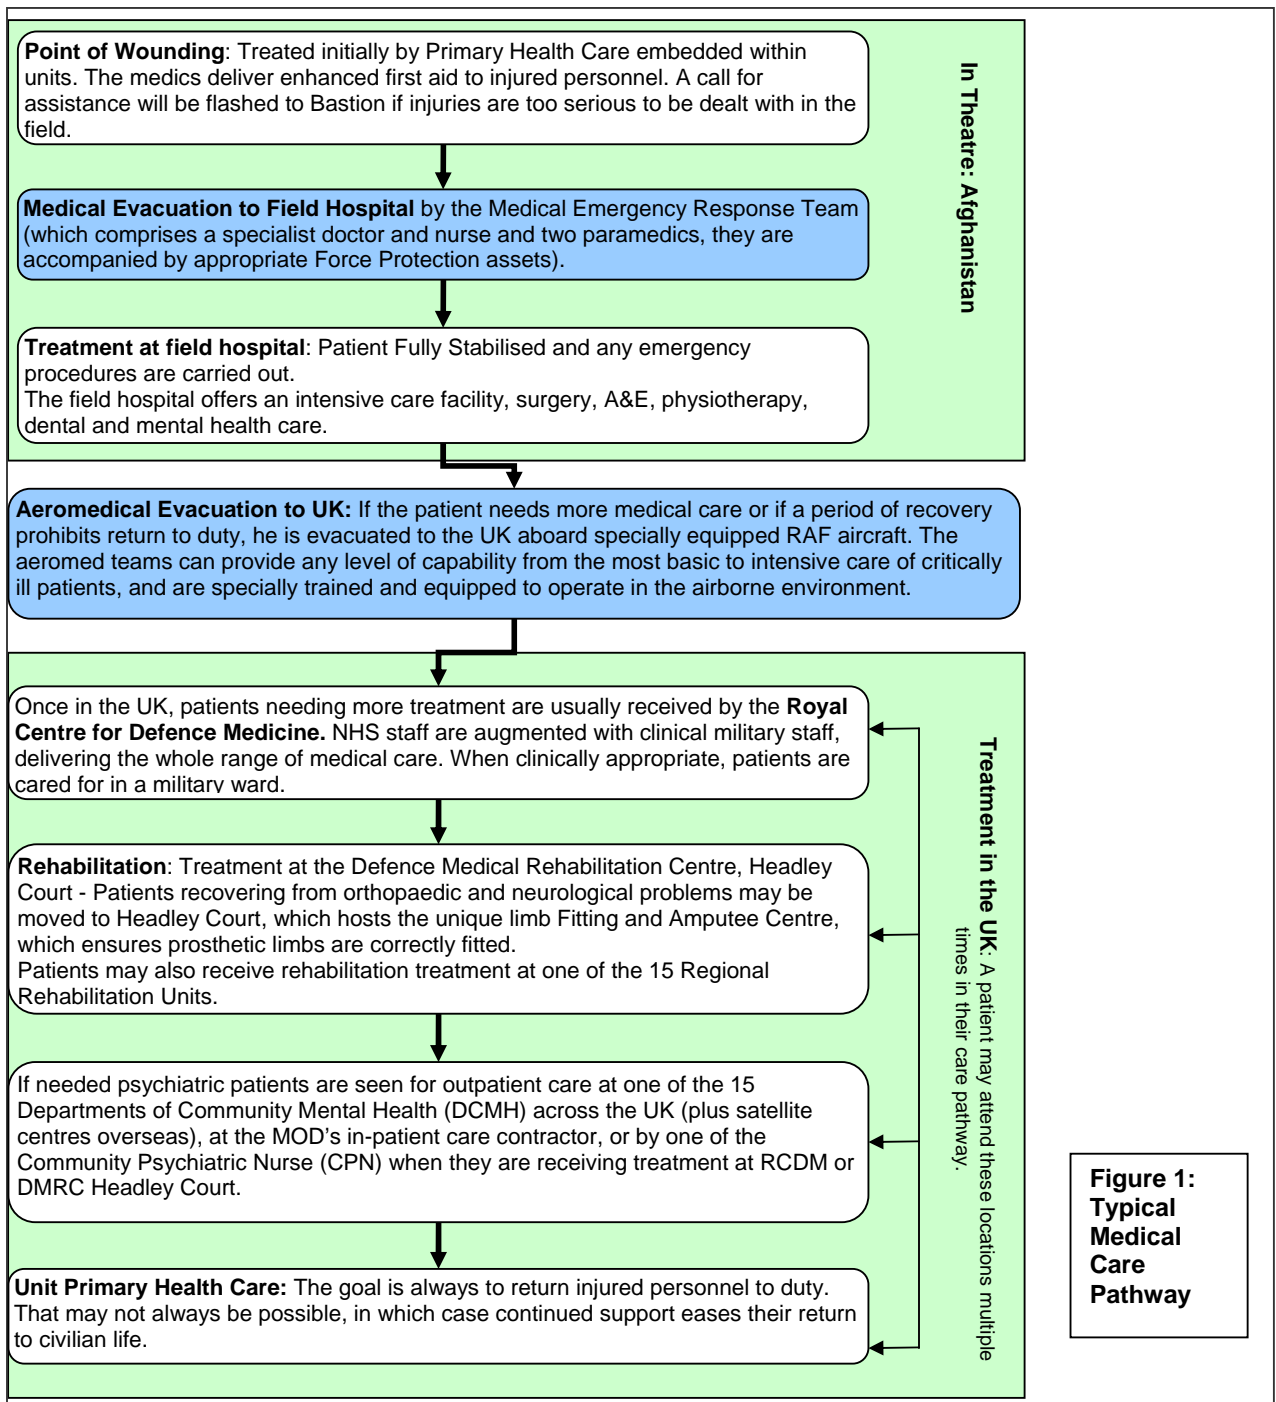 Point of Wounding: Treated initially by Primary Health Care embedded within
units. The medics deliver enhanced first aid to injured personnel. A call for
assistance will be flashed to Bastion if injuries are too serious to be dealt with in the
field.
In Theatre: Afghanistan
Medical Evacuation to Field Hospital by the Medical Emergency Response Team
(which comprises a specialist doctor and nurse and two paramedics, they are
accompanied by appropriate Force Protection assets).
Treatment at field hospital: Patient Fully Stabilised and any emergency
procedures are carried out.
The field hospital offers an intensive care facility, surgery, A&E, physiotherapy,
dental and mental health care.
Aeromedical Evacuation to UK: If the patient needs more medical care or if a period of recovery
prohibits return to duty, he is evacuated to the UK aboard specially equipped RAF aircraft. The
aeromed teams can provide any level of capability from the most basic to intensive care of critically
ill patients, and are specially trained and equipped to operate in the airborne environment.
Once in the UK, patients needing more treatment are usually received by the Royal
Centre for Defence Medicine. NHS staff are augmented with clinical military staff,
delivering the whole range of medical care. When clinically appropriate, patients are
cared for in a military ward.
Rehabilitation: Treatment at the Defence Medical Rehabilitation Centre, Headley
Court - Patients recovering from orthopaedic and neurological problems may be
moved to Headley Court, which hosts the unique limb Fitting and Amputee Centre,
which ensures prosthetic limbs are correctly fitted.
Patients may also receive rehabilitation treatment at one of the 15 Regional
Rehabilitation Units.
If needed psychiatric patients are seen for outpatient care at one of the 15
Departments of Community Mental Health (DCMH) across the UK (plus satellite
centres overseas), at the MOD's in-patient care contractor, or by one of the
Community Psychiatric Nurse (CPN) when they are receiving treatment at RCDM or
DMRC Headley Court.
Unit Primary Health Care: The goal is always to return injured personnel to duty.
That may not always be possible, in which case continued support eases their return
to civilian life.
Treatment in the UK: A patient may attend these locations multiple
times in their care pathway.
Figure 1:
Typical
Medical
Care
Pathway